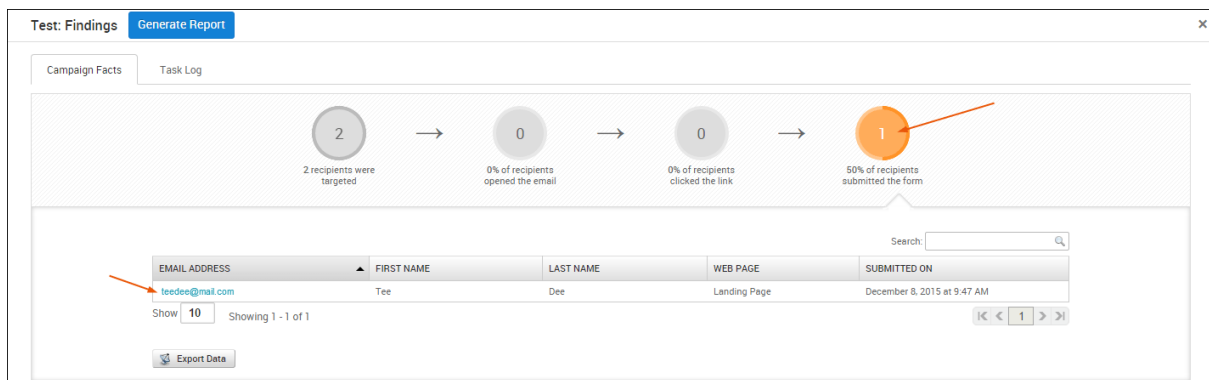 Test: Findings Generate Report ×
Campaign Facts Task Log
2 0 0 1
2 recipients were targeted
0% of recipients opened the email
0% of recipients clicked the link
50% of recipients submitted the form
Search:
EMAIL ADDRESS FIRST NAME LAST NAME WEB PAGE SUBMITTED ON
teedee@mail.com Tee Dee Landing Page December 8, 2015 at 9:47 AM
Show 10 Showing 1 - 1 of 1 1
Export Data